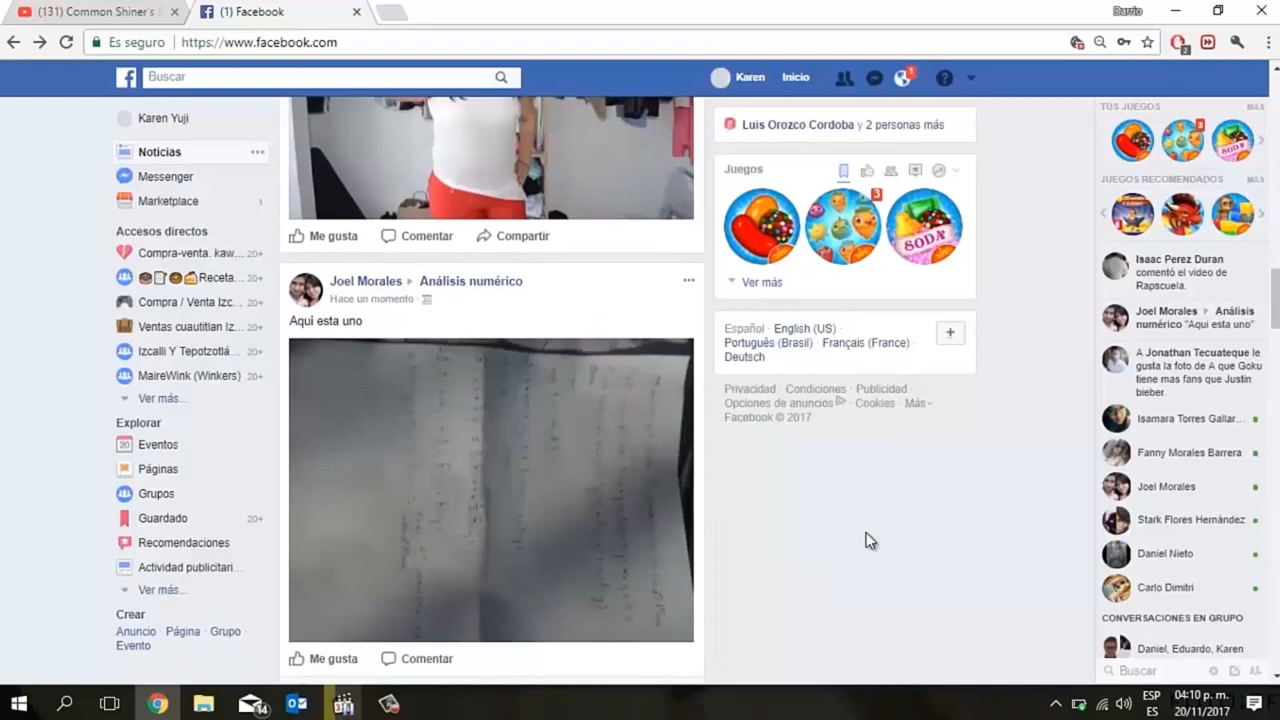 (131) Common Shiner's
(1) Facebook
Darrio
Es seguro
https://www.facebook.com
2
Buscar
Karen
Inicio
1
Karen Yuji
Noticias
Messenger
Marketplace
1
Accesos directos
Compra-venta. kaw...
20+
Receta...
20+
Compra / Venta Izc...
20+
Ventas cuautitlan Iz...
20+
Izcalli Y Tepotzotlá...
20+
MaireWink (Winkers)
20+
Ver más...
Explorar
20
Eventos
Páginas
Grupos
Guardado
20+
Recomendaciones
Actividad publicitari...
Ver más...
Crear
Anuncio · Página · Grupo ·
Evento
Me gusta
Comentar
Compartir
Joel Morales ▸ Análisis numérico
Hace un momento ·
Aqui esta uno
Me gusta
Comentar
Luis Orozco Cordoba y 2 personas más
Juegos
3
SODA
Ver más
Español · English (US) ·
Português (Brasil) · Français (France) ·
Deutsch
Privacidad · Condiciones · Publicidad ·
Opciones de anuncios · Cookies · Más
Facebook © 2017
TUS JUEGOS
MÁS
3
SODA
JUEGOS RECOMENDADOS
MÁS
Isaac Perez Duran
comentó el video de
Rapscuela.
Joel Morales ▸ Análisis
numérico "Aqui esta uno"
A Jonathan Tecuateque le
gusta la foto de A que Goku
tiene mas fans que Justin
bieber.
Isamara Torres Gallar...
Fanny Morales Barrera
Joel Morales
Stark Flores Hernández
Daniel Nieto
Carlo Dimitri
CONVERSACIONES EN GRUPO
Daniel, Eduardo, Karen
Buscar
14
ESP
ES
04:10 p. m.
20/11/2017